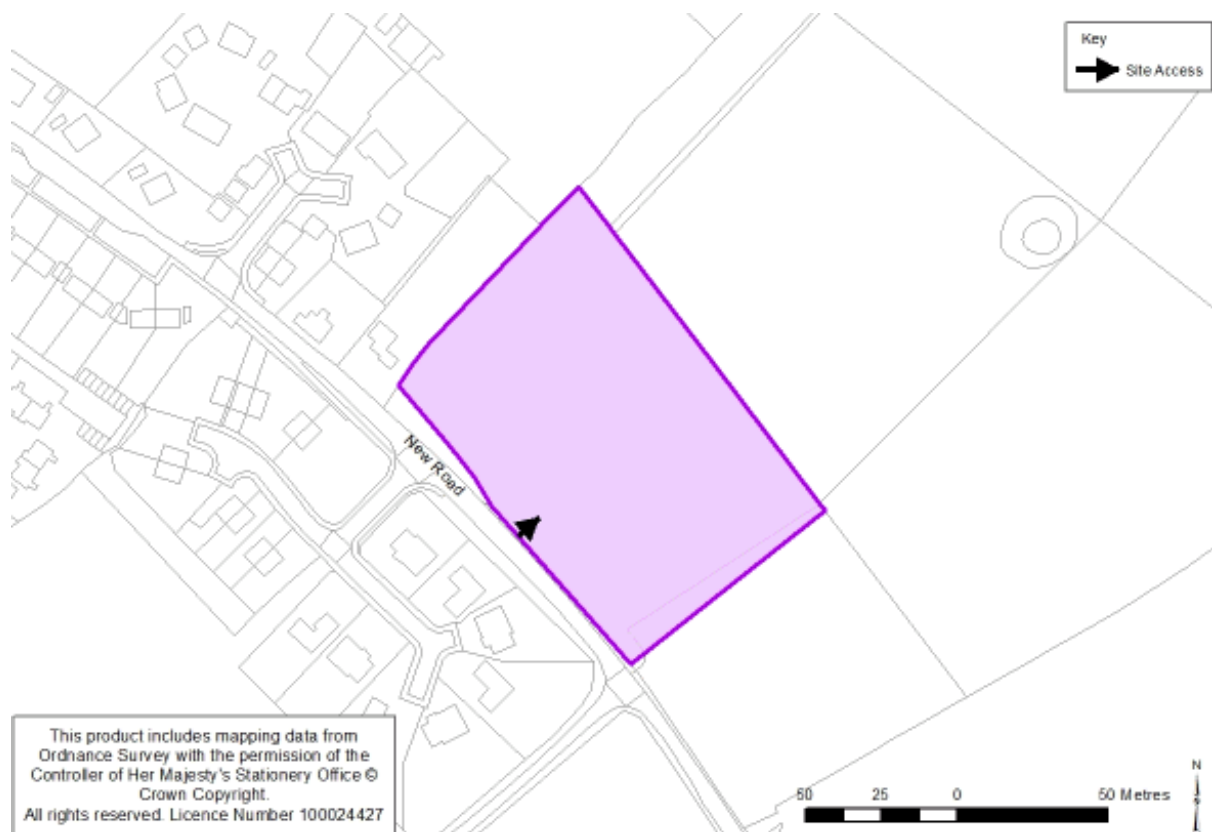 Key
Site Access
New Road
This product includes mapping data from
Ordnance Survey with the permission of the
Controller of Her Majesty's Stationery Office ©
Crown Copyright.
All rights reserved. Licence Number 100024427
50 25 0 50 Metres
N